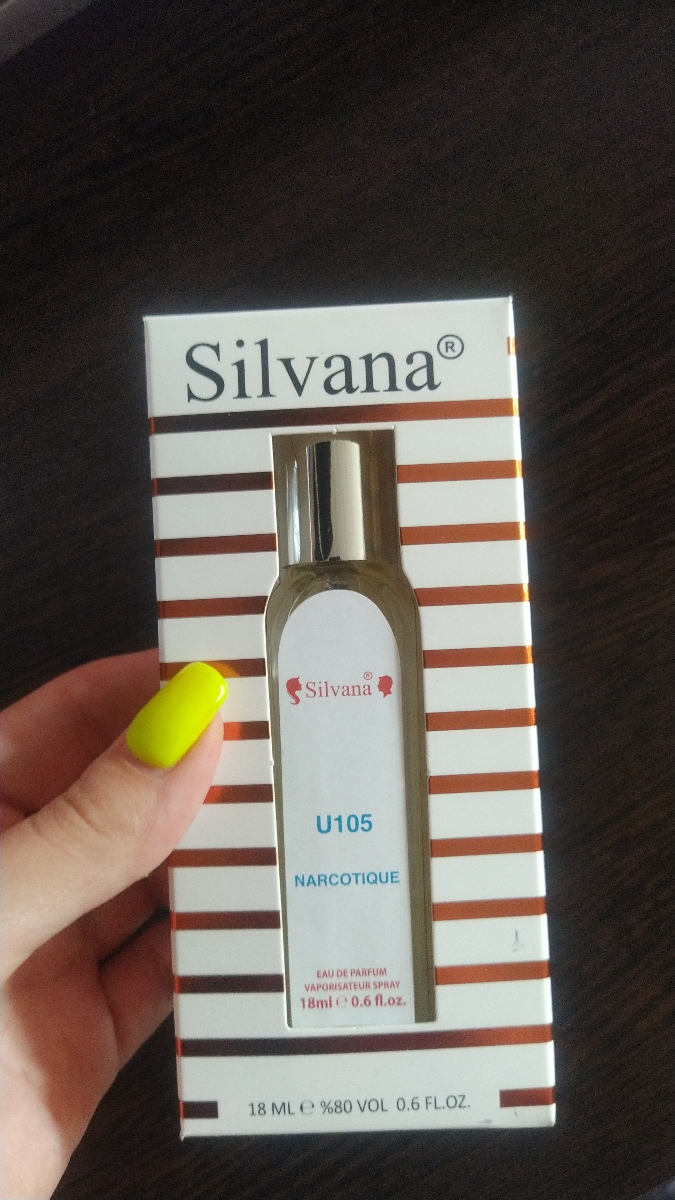 Silvana®
Silvana®
U105
NARCOTIQUE
EAU DE PARFUM
VAPORISATEUR SPRAY
18ml ℮ 0.6 fl.oz.
18 ML ℮ %80 VOL 0.6 FL.OZ.